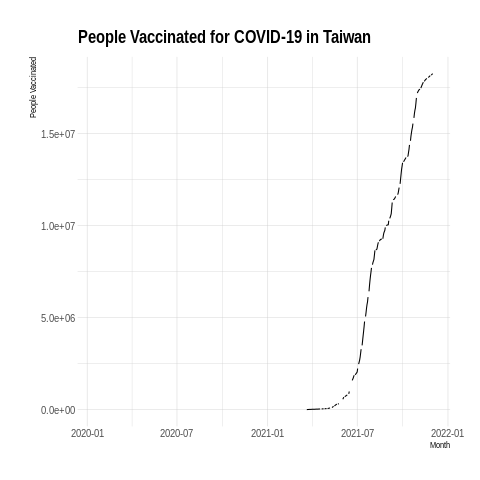 People Vaccinated for COVID-19 in Taiwan
People Vaccinated
1.5e+07
1.0e+07
5.0e+06
0.0e+00
2020-01 2020-07 2021-01 2021-07 2022-01
Month